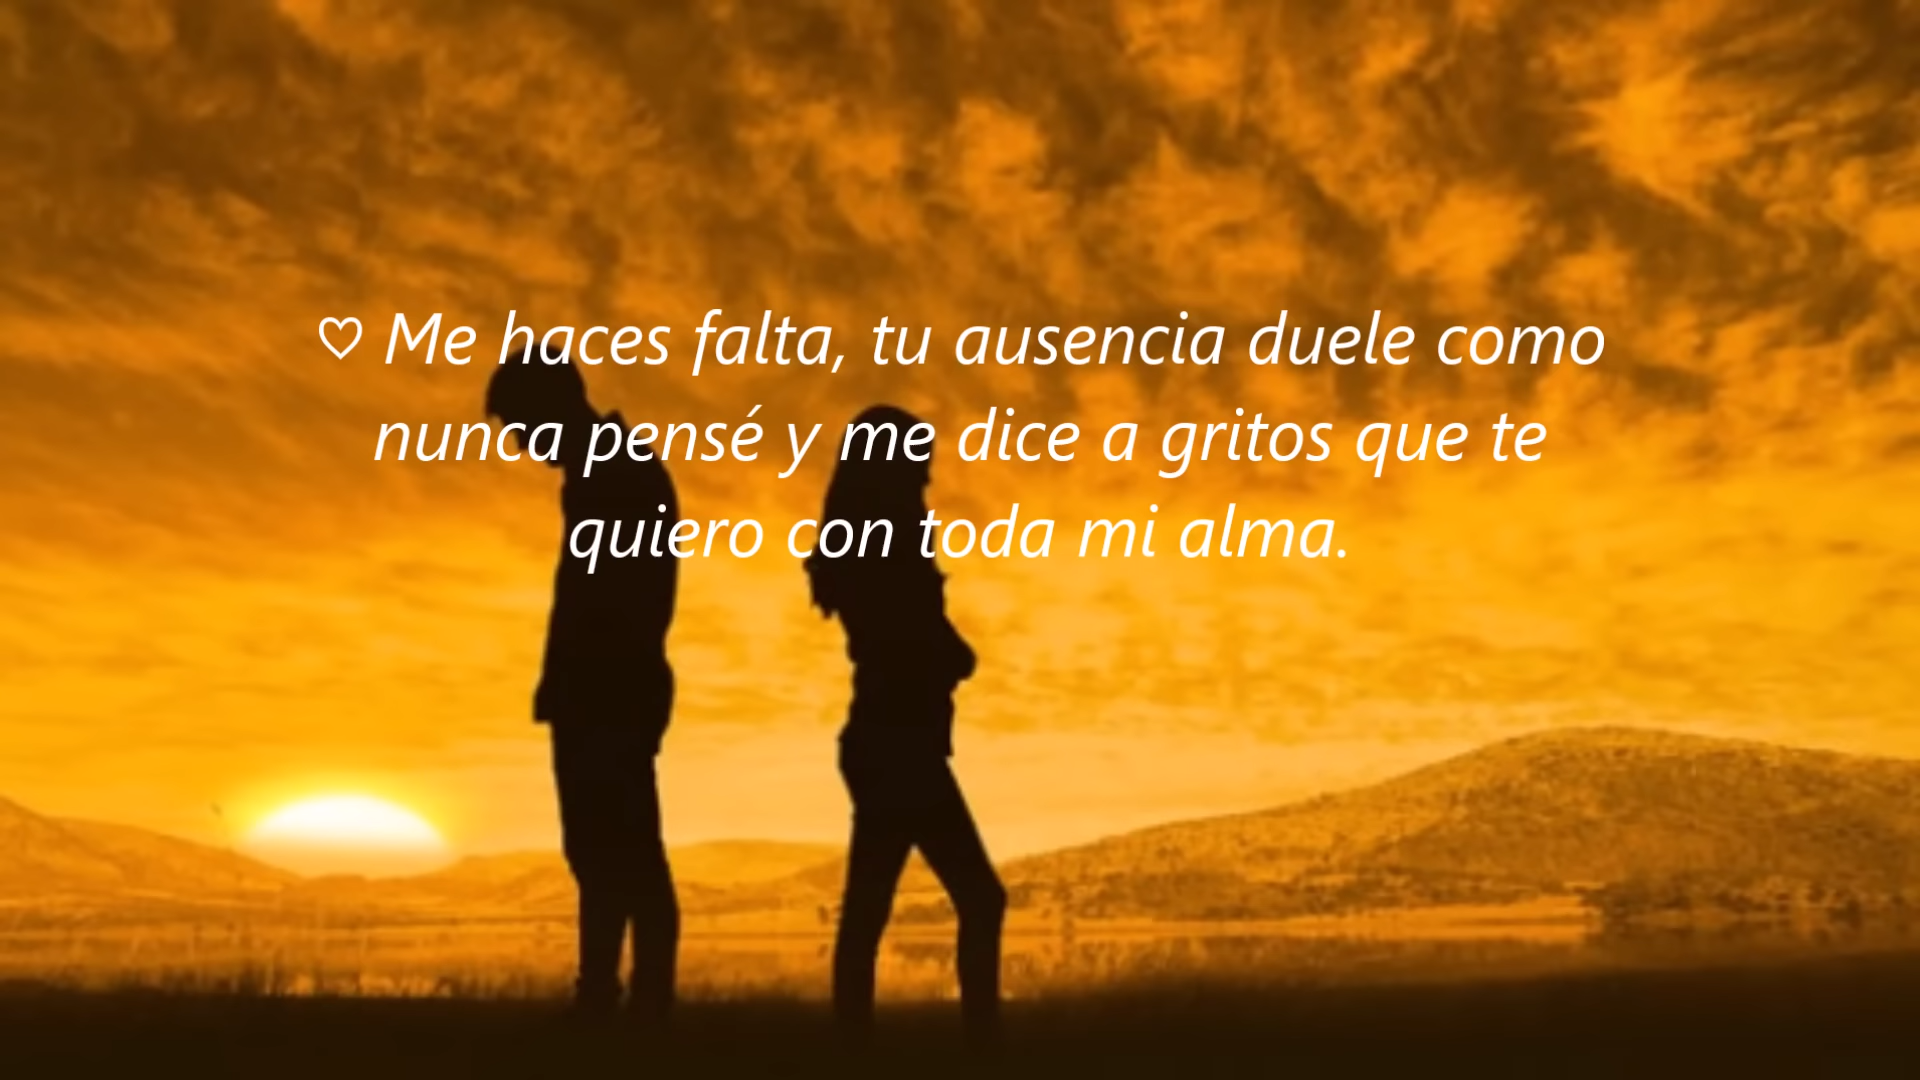 ♡ Me haces falta, tu ausencia duele como
nunca pensé y me dice a gritos que te
quiero con toda mi alma.